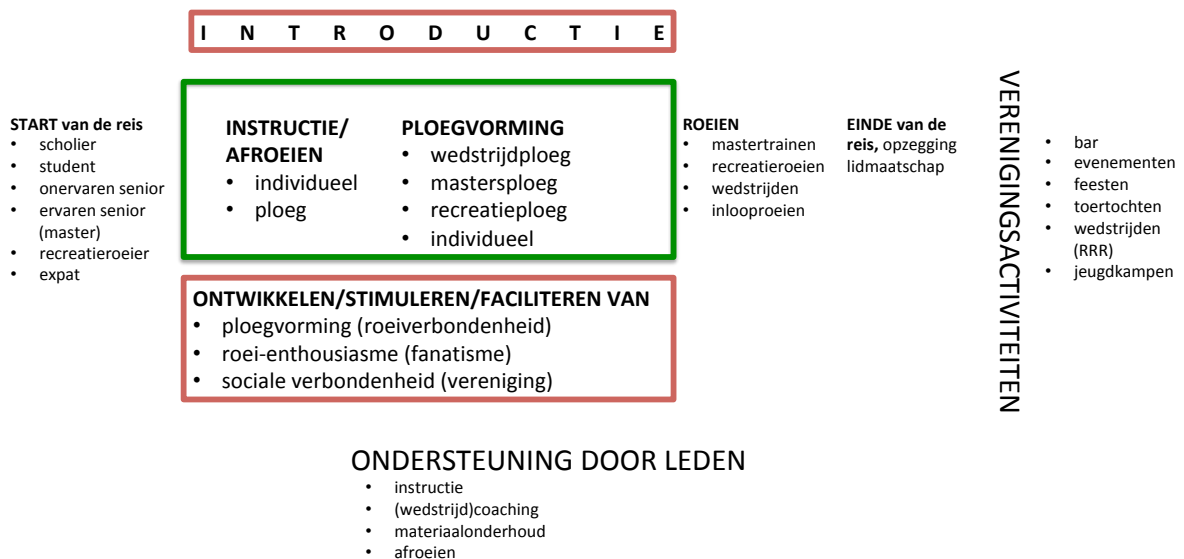 I N T R O D U C T I E
START van de reis
• scholier
• student
• onervaren senior
• ervaren senior
(master)
• recreatieroeier
• expat
INSTRUCTIE/
AFROEIEN
• individueel
• ploeg
PLOEGVORMING
• wedstrijdploeg
• mastersploeg
• recreatieploeg
• individueel
ROEIEN
• mastertrainen
• recreatieroeien
• wedstrijden
• inlooproeien
EINDE van de
reis, opzegging
lidmaatschap
VERENIGINGSACTIVITEITEN
• bar
• evenementen
• feesten
• toertochten
• wedstrijden
(RRR)
• jeugdkampen
ONTWIKKELEN/STIMULEREN/FACILITEREN VAN
• ploegvorming (roeiverbondenheid)
• roei-enthousiasme (fanatisme)
• sociale verbondenheid (vereniging)
ONDERSTEUNING DOOR LEDEN
• instructie
• (wedstrijd)coaching
• materiaalonderhoud
• afroeien